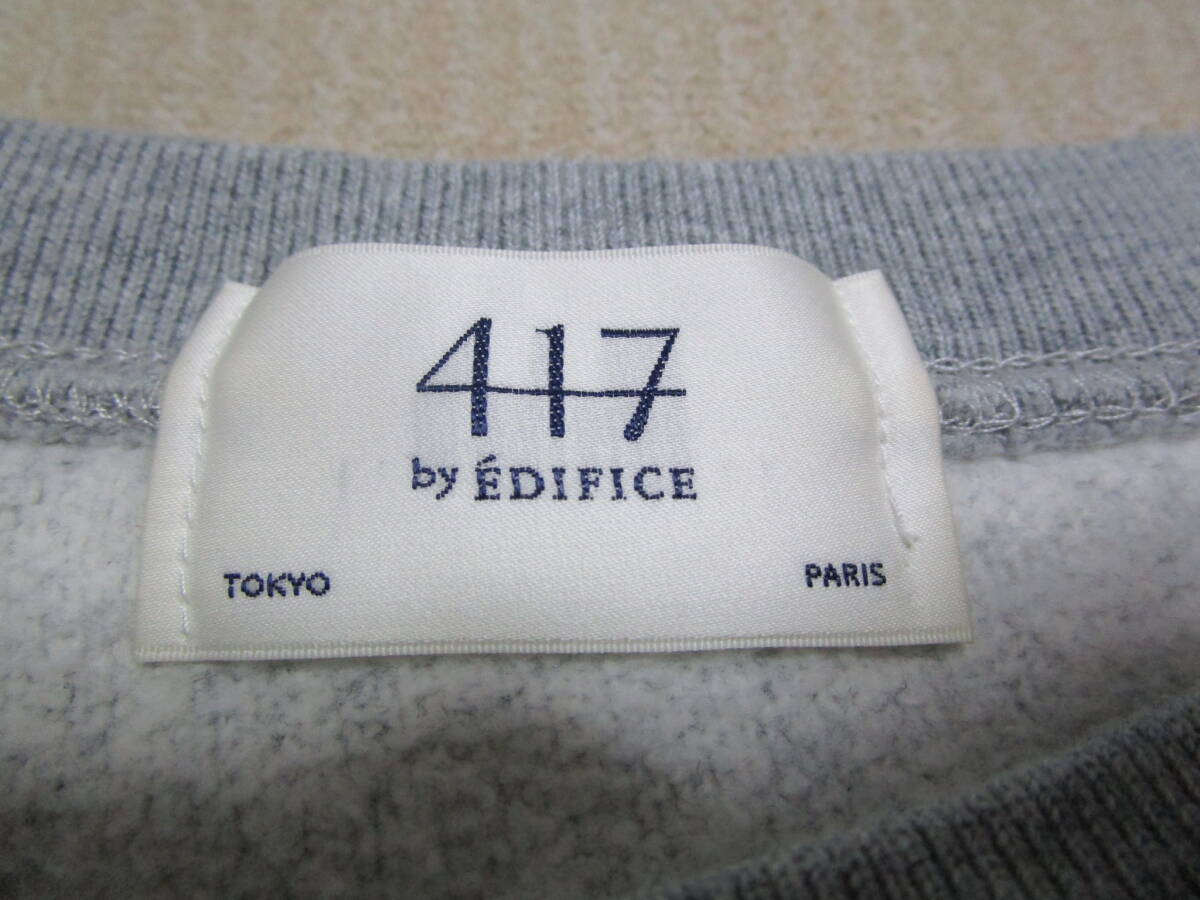 417
by ÉDIFICE
TOKYO PARIS